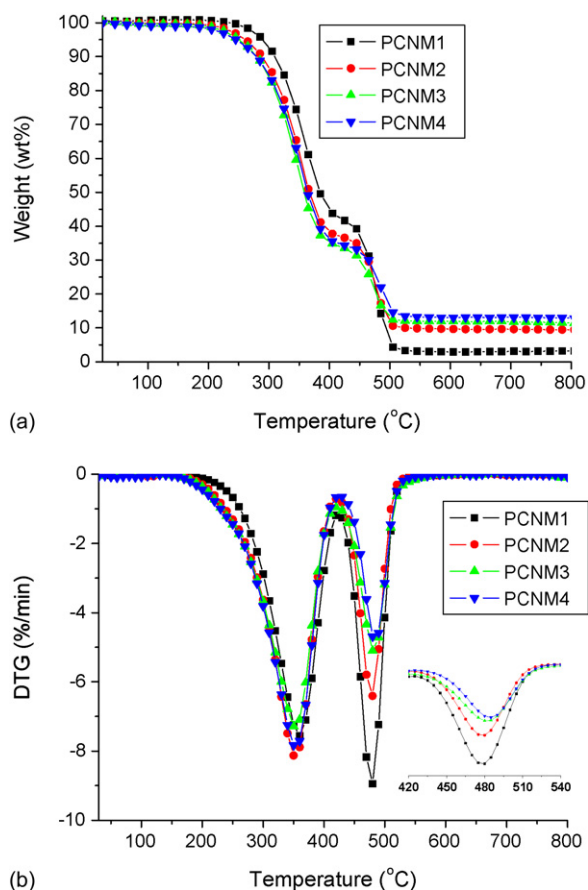 100
90
80
70
60
50
40
30
20
10
0
Weight (wt%)
PCNM1
PCNM2
PCNM3
PCNM4
100 200 300 400 500 600 700 800
(a)
Temperature (°C)
0
-2
-4
-6
-8
-10
DTG (%/min)
PCNM1
PCNM2
PCNM3
PCNM4
420 450 480 510 540
100 200 300 400 500 600 700 800
(b)
Temperature (°C)